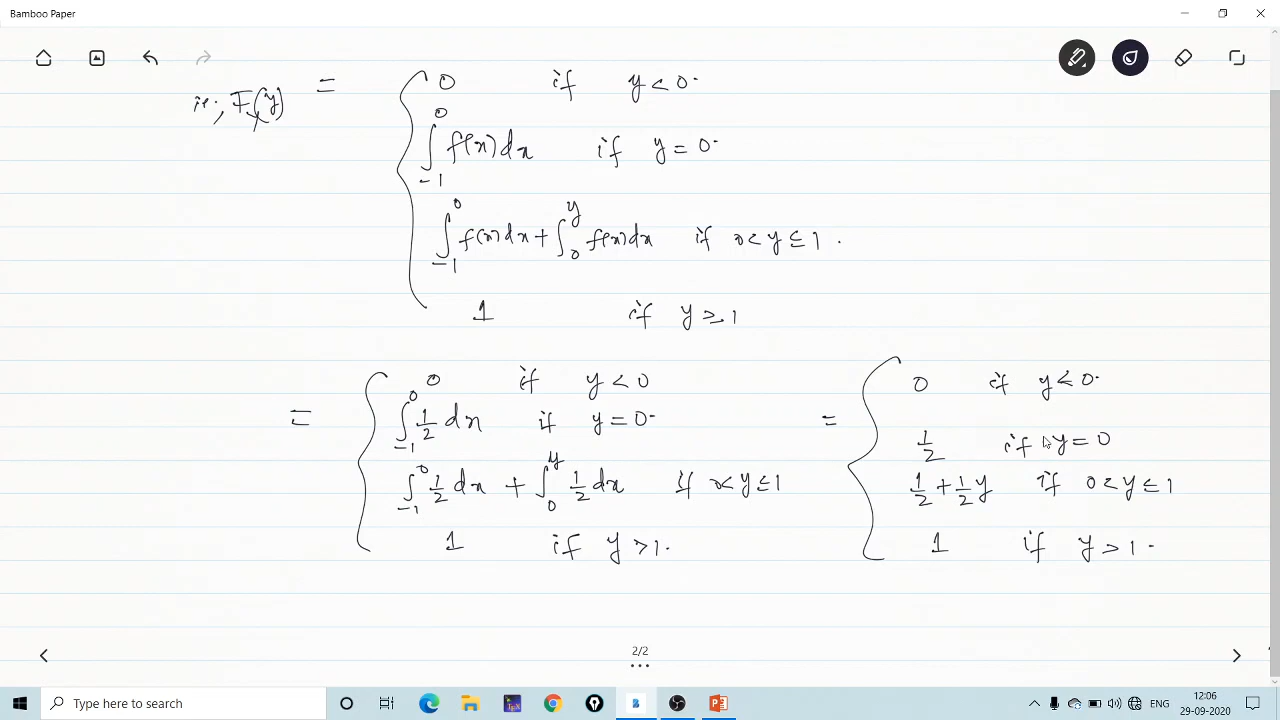 Bamboo Paper
ie., F_Y(y) = { 0 if y < 0.
∫_{-1}^{0} f(x)dx if y = 0.
∫_{-1}^{0} f(x)dx + ∫_{0}^{y} f(x)dx if 0 < y ≤ 1.
1 if y ≥ 1
= { 0 if y < 0
∫_{-1}^{0} 1/2 dx if y = 0.
∫_{-1}^{0} 1/2 dx + ∫_{0}^{y} 1/2 dx if 0 < y ≤ 1
1 if y > 1.
= { 0 if y < 0.
1/2 if y = 0
1/2 + 1/2 y if 0 < y ≤ 1
1 if y > 1.
2/2
Type here to search
ENG
12:06
29-09-2020